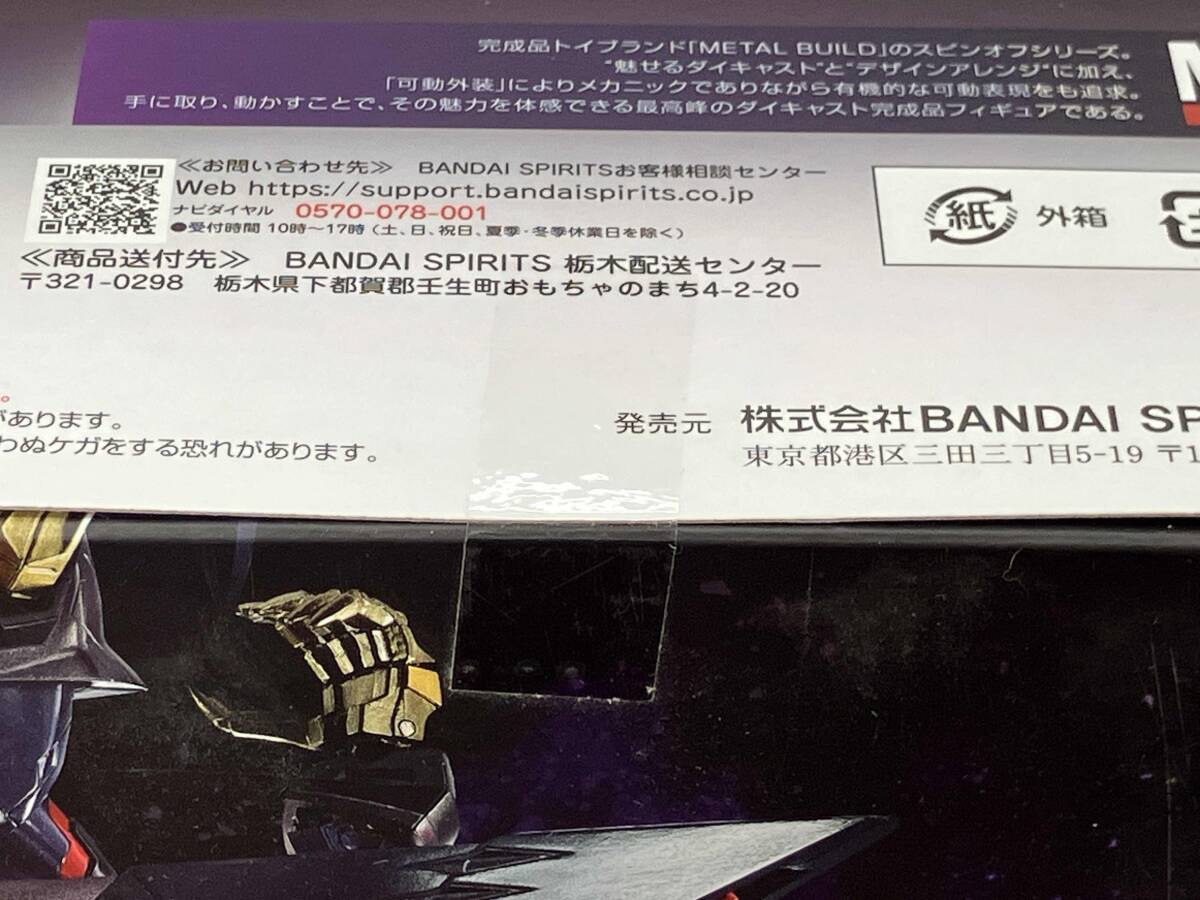 完成品トイブランド「METAL BUILD」のスピンオフシリーズ。
"魅せるダイキャスト"と"デザインアレンジ"に加え、
「可動外装」によりメカニックでありながら有機的な可動表現をも追求。
手に取り、動かすことで、その魅力を体感できる最高峰のダイキャスト完成品フィギュアである。
M
≪お問い合わせ先≫ BANDAI SPIRITSお客様相談センター
Web https://support.bandaispirits.co.jp
ナビダイヤル 0570-078-001
●受付時間 10時〜17時（土、日、祝日、夏季・冬季休業日を除く）
≪商品送付先≫ BANDAI SPIRITS 栃木配送センター
〒321-0298 栃木県下都賀郡壬生町おもちゃのまち4-2-20
紙 外箱
。
があります。
わぬケガをする恐れがあります。
発売元 株式会社BANDAI SP
東京都港区三田三丁目5-19 〒1